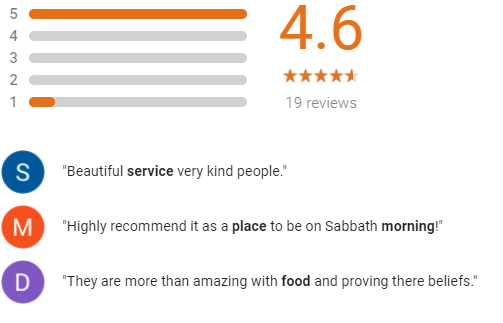 5
4.6
4
3
2
1
19 reviews
S
"Beautiful service very kind people."
M
"Highly recommend it as a place to be on Sabbath morning!"
D
"They are more than amazing with food and proving there beliefs."